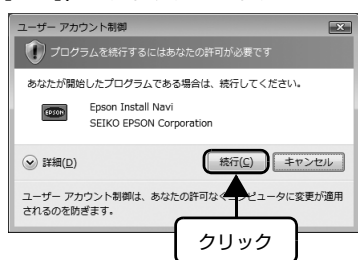 ユーザー アカウント制御
プログラムを続行するにはあなたの許可が必要です
あなたが開始したプログラムである場合は、続行してください。
EPSON
Epson Install Navi
SEIKO EPSON Corporation
詳細(D)
続行(C)
キャンセル
ユーザー アカウント制御は、あなたの許可なくコンピュータに変更が適用
されるのを防ぎます。
クリック